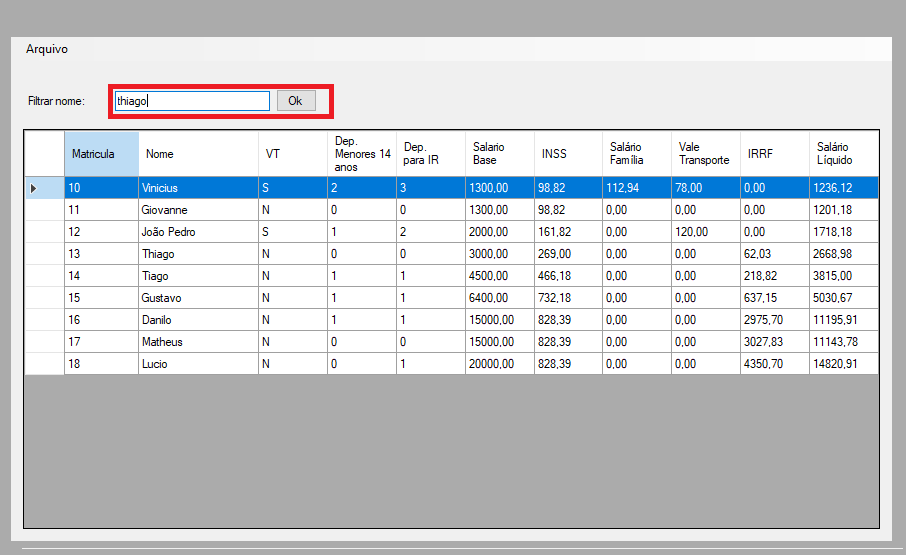 Arquivo
Filtrar nome: thiago Ok
Matricula Nome VT Dep. Menores 14 anos Dep. para IR Salario Base INSS Salário Família Vale Transporte IRRF Salário Líquido
10 Vinicius S 2 3 1300,00 98,82 112,94 78,00 0,00 1236,12
11 Giovanne N 0 0 1300,00 98,82 0,00 0,00 0,00 1201,18
12 João Pedro S 1 2 2000,00 161,82 0,00 120,00 0,00 1718,18
13 Thiago N 0 0 3000,00 269,00 0,00 0,00 62,03 2668,98
14 Tiago N 1 1 4500,00 466,18 0,00 0,00 218,82 3815,00
15 Gustavo N 1 1 6400,00 732,18 0,00 0,00 637,15 5030,67
16 Danilo N 1 1 15000,00 828,39 0,00 0,00 2975,70 11195,91
17 Matheus N 0 0 15000,00 828,39 0,00 0,00 3027,83 11143,78
18 Lucio N 0 1 20000,00 828,39 0,00 0,00 4350,70 14820,91